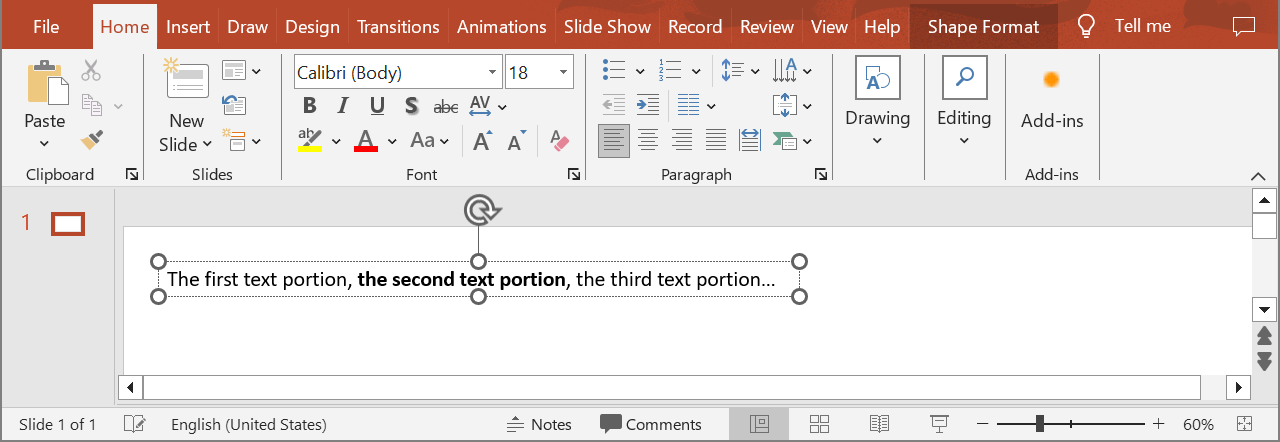 File Home Insert Draw Design Transitions Animations Slide Show Record Review View Help Shape Format Tell me
Calibri (Body) 18
B I U S abc AV
ab A Aa A A
Paste
New
Slide
Drawing
Editing
Add-ins
Clipboard Slides Font Paragraph Add-ins
1
The first text portion, the second text portion, the third text portion...
Slide 1 of 1 English (United States) Notes Comments 60%